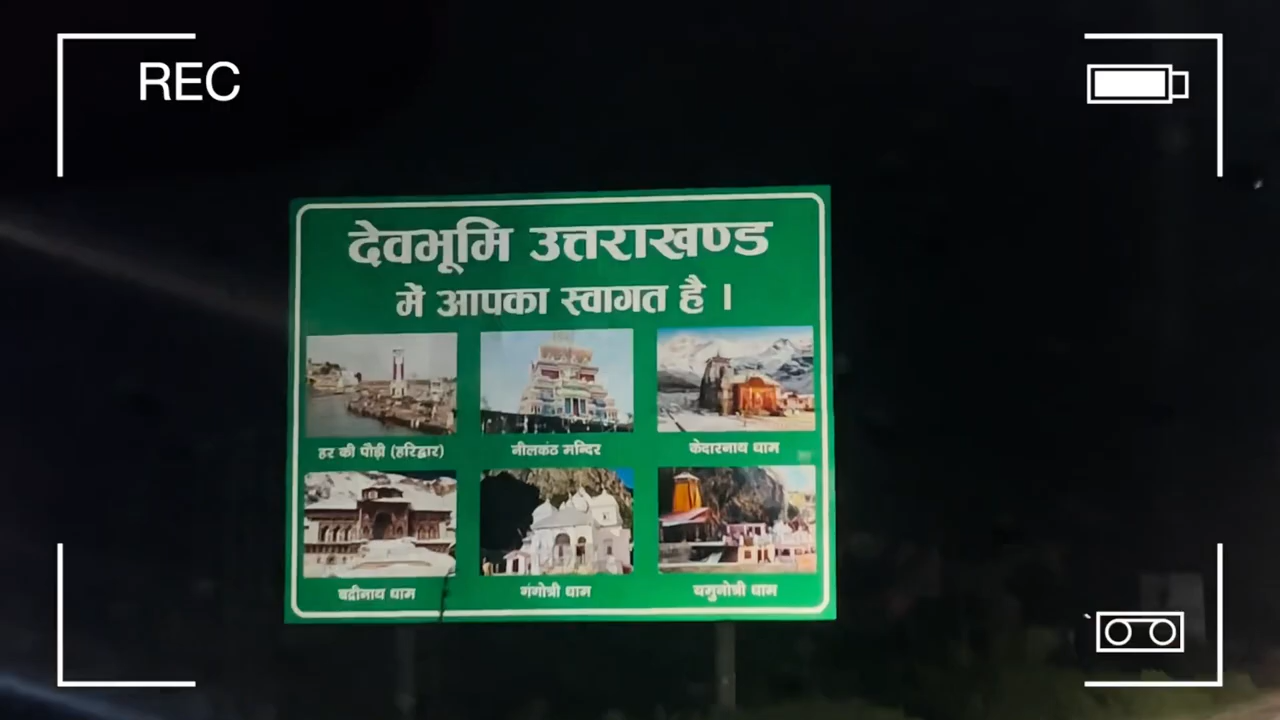 REC
देवभूमि उत्तराखण्ड
में आपका स्वागत है ।
हर की पौड़ी (हरिद्वार)
नीलकंठ मन्दिर
केदारनाथ धाम
बद्रीनाथ धाम
गंगोत्री धाम
यमुनोत्री धाम